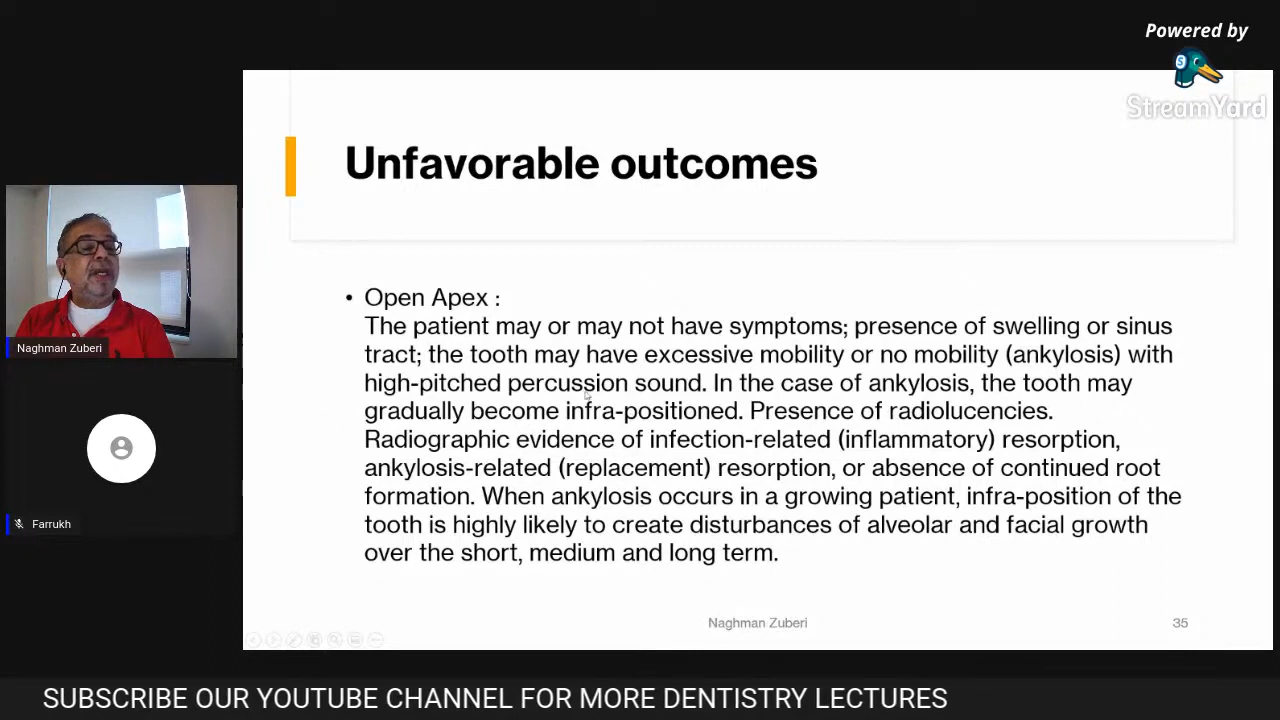 Powered by
StreamYard
Unfavorable outcomes
• Open Apex :
The patient may or may not have symptoms; presence of swelling or sinus
tract; the tooth may have excessive mobility or no mobility (ankylosis) with
high-pitched percussion sound. In the case of ankylosis, the tooth may
gradually become infra-positioned. Presence of radiolucencies.
Radiographic evidence of infection-related (inflammatory) resorption,
ankylosis-related (replacement) resorption, or absence of continued root
formation. When ankylosis occurs in a growing patient, infra-position of the
tooth is highly likely to create disturbances of alveolar and facial growth
over the short, medium and long term.
Naghman Zuberi
Farrukh
Naghman Zuberi
35
SUBSCRIBE OUR YOUTUBE CHANNEL FOR MORE DENTISTRY LECTURES